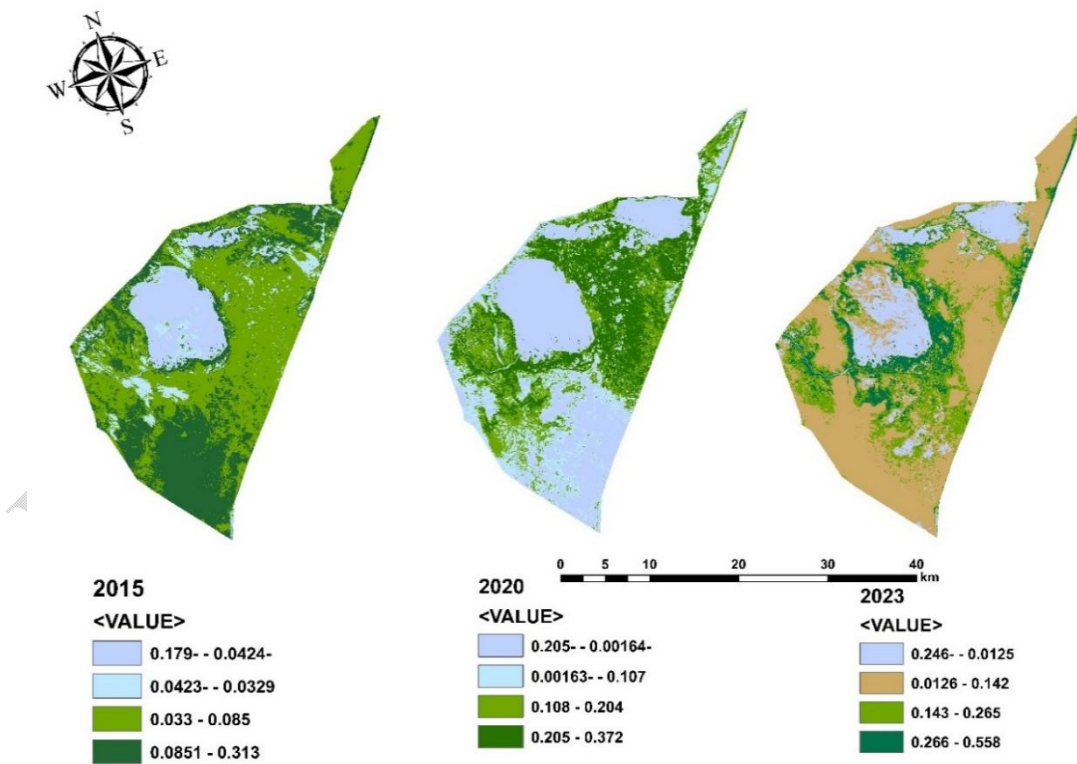 N
W E
S
0 5 10 20 30 40
km
2015
<VALUE>
0.179- - 0.0424-
0.0423- - 0.0329
0.033 - 0.085
0.0851 - 0.313
2020
<VALUE>
0.205- - 0.00164-
0.00163- - 0.107
0.108 - 0.204
0.205 - 0.372
2023
<VALUE>
0.246- - 0.0125
0.0126 - 0.142
0.143 - 0.265
0.266 - 0.558